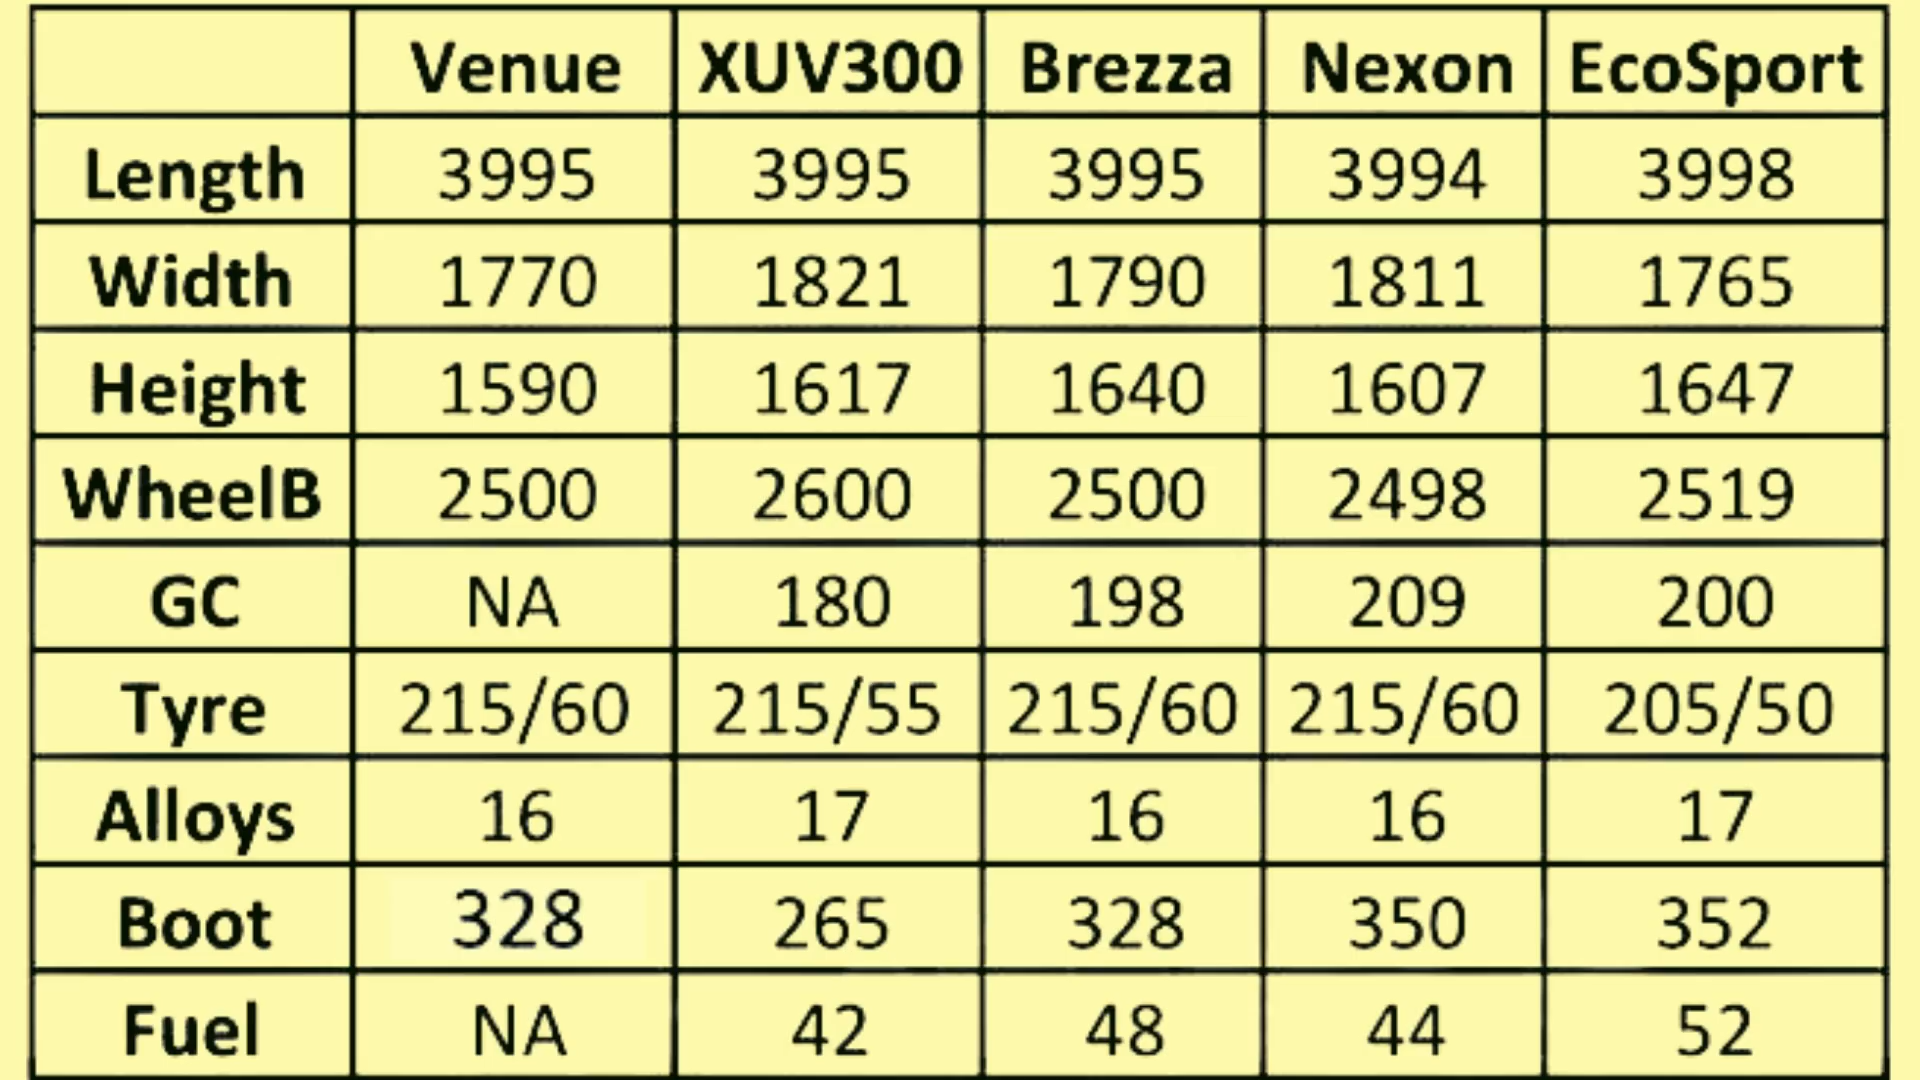 Venue XUV300 Brezza Nexon EcoSport
Length 3995 3995 3995 3994 3998
Width 1770 1821 1790 1811 1765
Height 1590 1617 1640 1607 1647
WheelB 2500 2600 2500 2498 2519
GC NA 180 198 209 200
Tyre 215/60 215/55 215/60 215/60 205/50
Alloys 16 17 16 16 17
Boot 328 265 328 350 352
Fuel NA 42 48 44 52